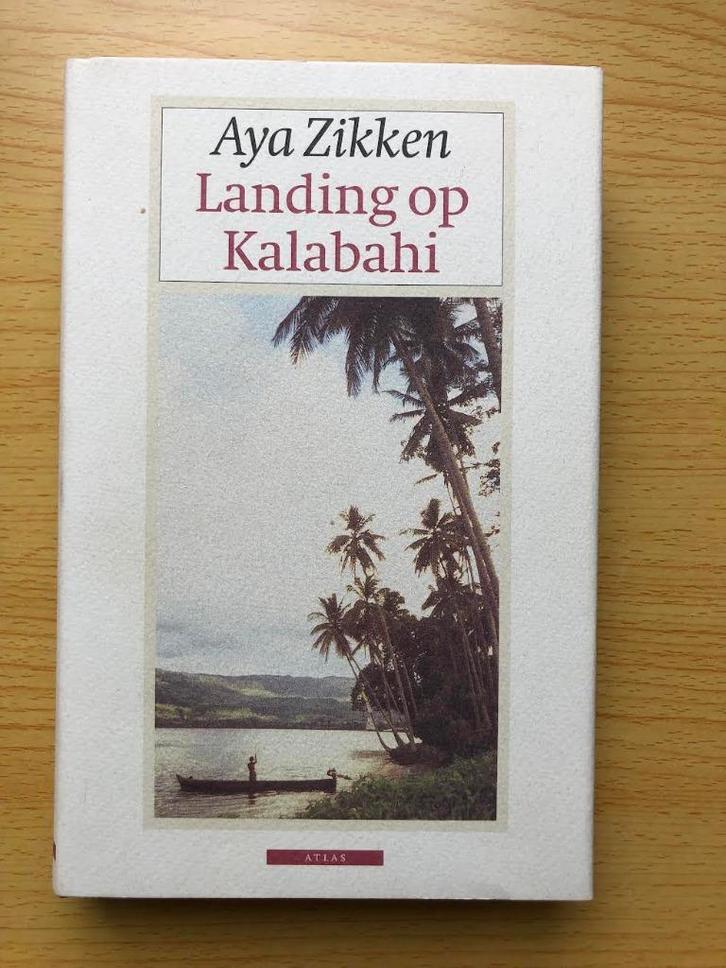 Aya Zikken
Landing op
Kalabahi
ATLAS